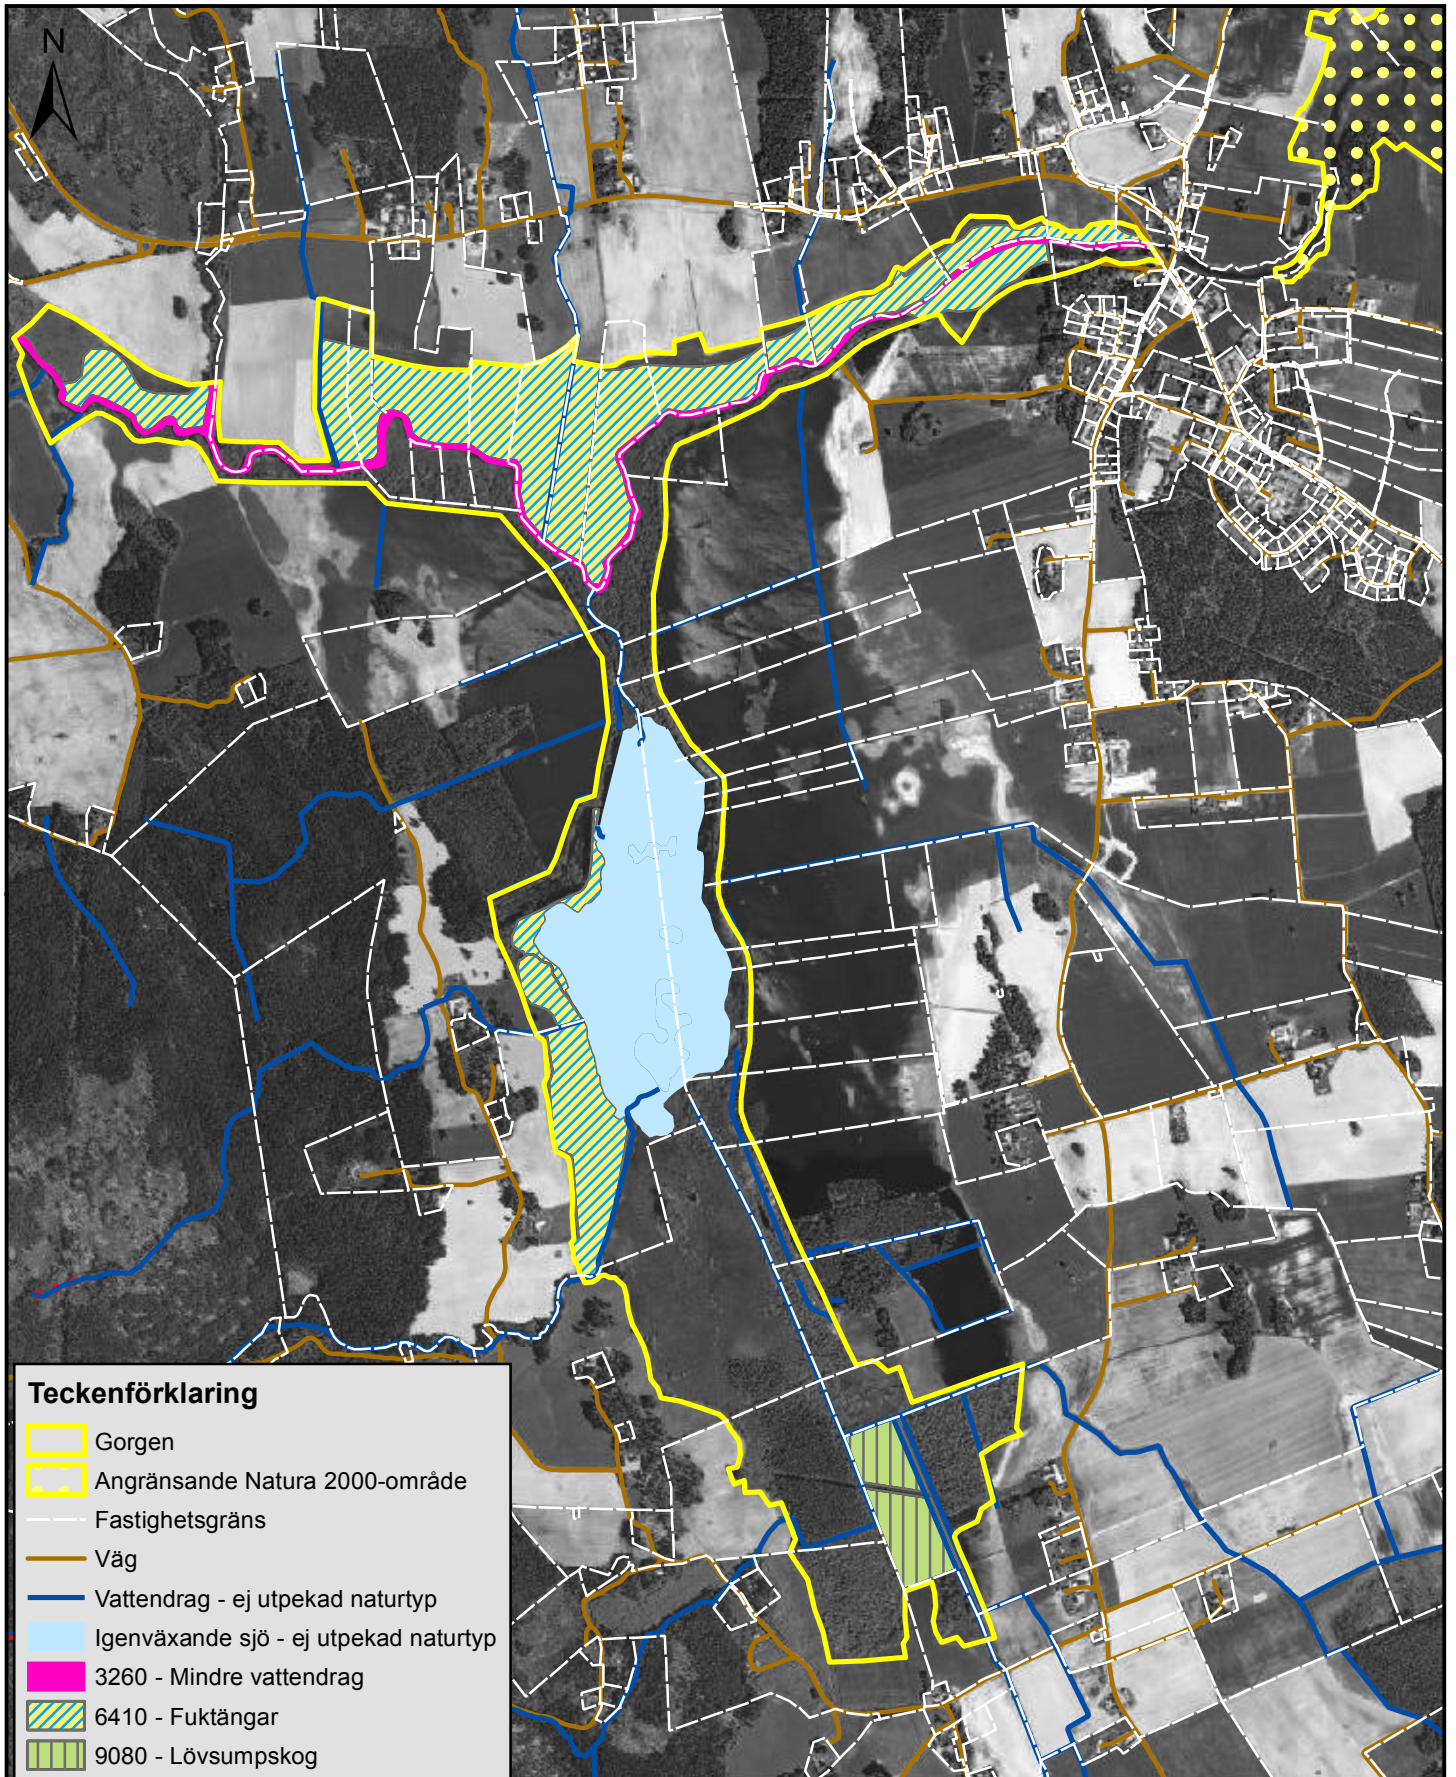 N
Teckenförklaring
Gorgen
Angränsande Natura 2000-område
Fastighetsgräns
Väg
Vattendrag - ej utpekad naturtyp
Igenväxande sjö - ej utpekad naturtyp
3260 - Mindre vattendrag
6410 - Fuktängar
9080 - Lövsumpskog